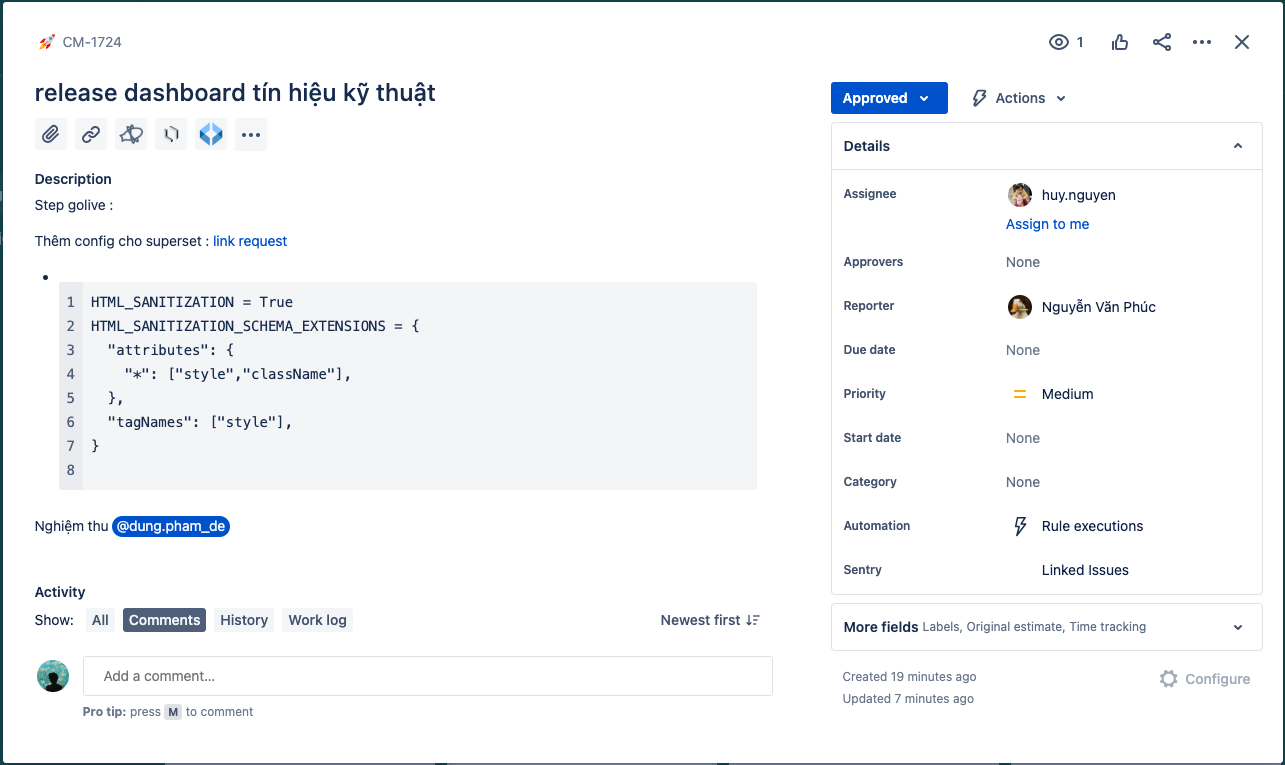 CM-1724
1
release dashboard tín hiệu kỹ thuật
Approved
Actions
Description
Step golive :
Thêm config cho superset : link request
1 HTML_SANITIZATION = True
2 HTML_SANITIZATION_SCHEMA_EXTENSIONS = {
3 "attributes": {
4 "*": ["style","className"],
5 },
6 "tagNames": ["style"],
7 }
8
Nghiệm thu @dung.pham_de
Activity
Show: All Comments History Work log Newest first
Add a comment…
Pro tip: press M to comment
Details
Assignee huy.nguyen
Assign to me
Approvers None
Reporter Nguyễn Văn Phúc
Due date None
Priority Medium
Start date None
Category None
Automation Rule executions
Sentry Linked Issues
More fields Labels, Original estimate, Time tracking
Created 19 minutes ago
Configure
Updated 7 minutes ago